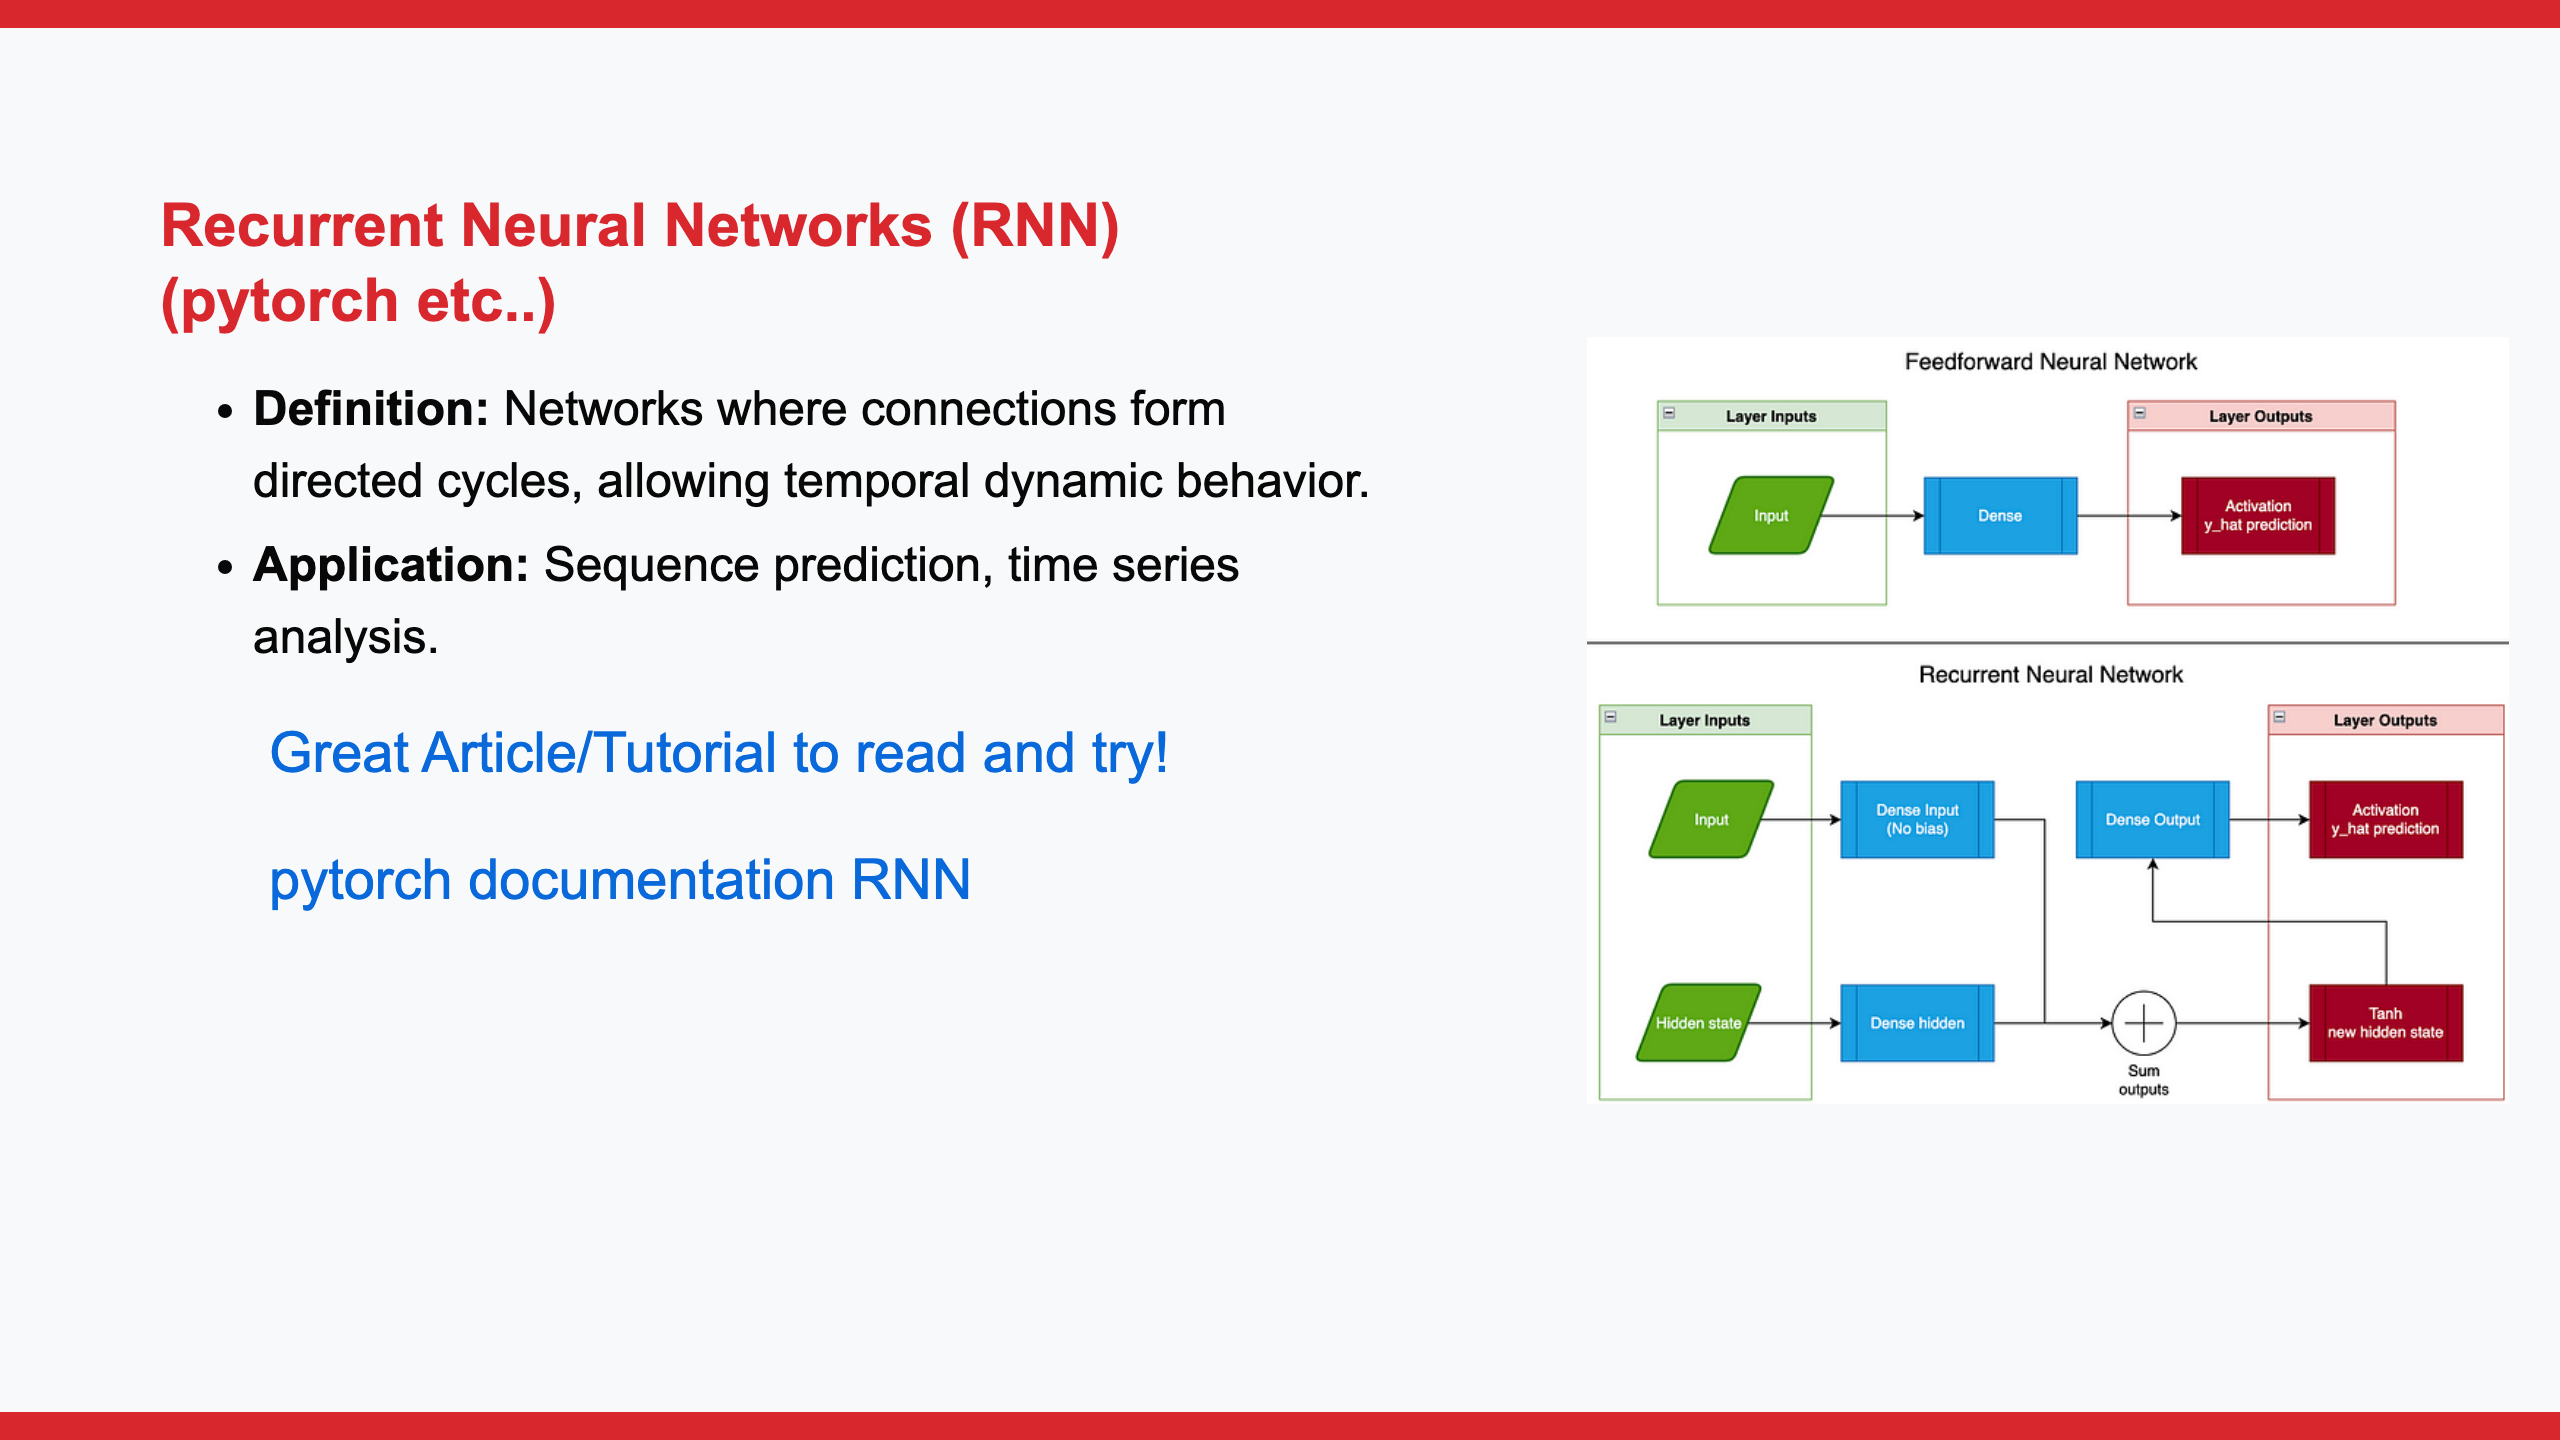 Recurrent Neural Networks (RNN)
(pytorch etc..)
• Definition: Networks where connections form
directed cycles, allowing temporal dynamic behavior.
• Application: Sequence prediction, time series
analysis.
Great Article/Tutorial to read and try!
pytorch documentation RNN
Feedforward Neural Network
Layer Inputs
Layer Outputs
Input
Dense
Activation
y_hat prediction
Recurrent Neural Network
Layer Inputs
Layer Outputs
Input
Dense Input
(No bias)
Dense Output
Activation
y_hat prediction
Hidden state
Dense hidden
Sum
outputs
Tanh
new hidden state